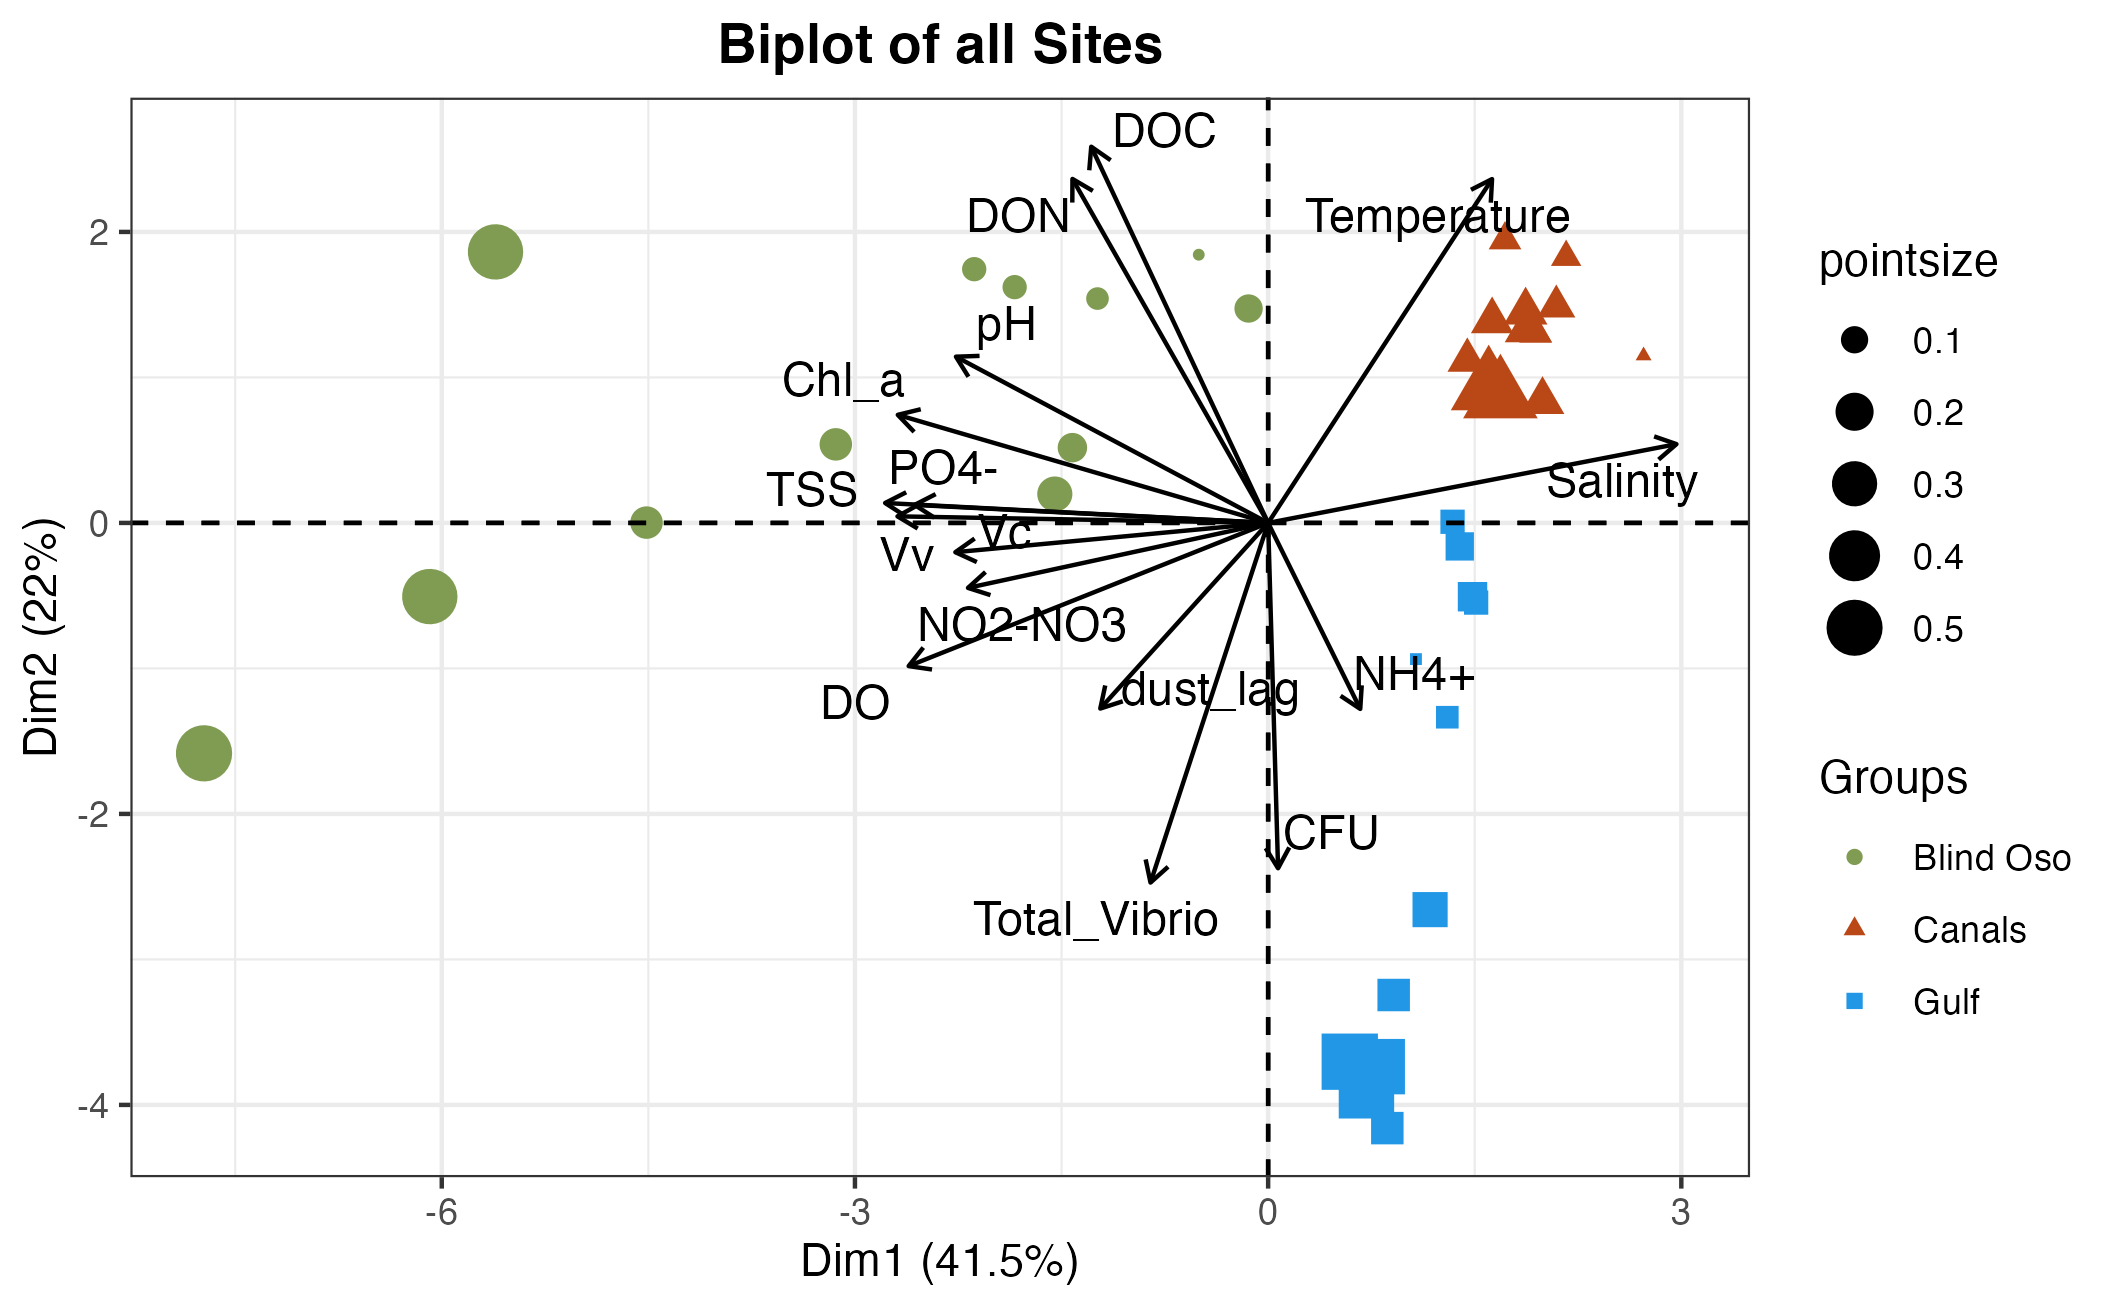 Biplot of all Sites
DOC
DON
Temperature
pH
Chl_a
PO4-
TSS
Salinity
Vc
Vv
NO2-NO3
DO
dust_lag
NH4+
CFU
Total_Vibrio
2
0
-2
-4
Dim2 (22%)
-6
-3
0
3
Dim1 (41.5%)
pointsize
0.1
0.2
0.3
0.4
0.5
Groups
Blind Oso
Canals
Gulf